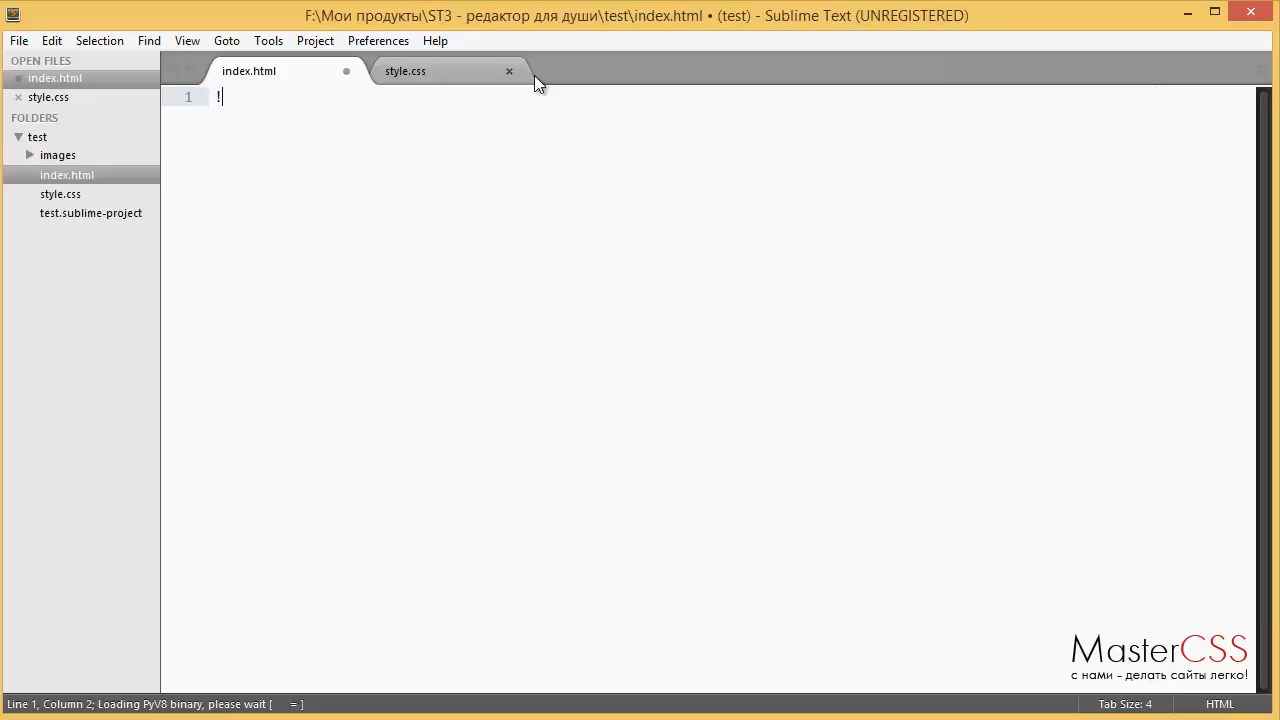 F:\Мои продукты\ST3 - редактор для души\test\index.html • (test) - Sublime Text (UNREGISTERED)
File Edit Selection Find View Goto Tools Project Preferences Help
OPEN FILES
index.html
style.css
FOLDERS
test
images
index.html
style.css
test.sublime-project
index.html style.css
1 !
MasterCSS
с нами - делать сайты легко!
Line 1, Column 2; Loading PyV8 binary, please wait [ = ] Tab Size: 4 HTML